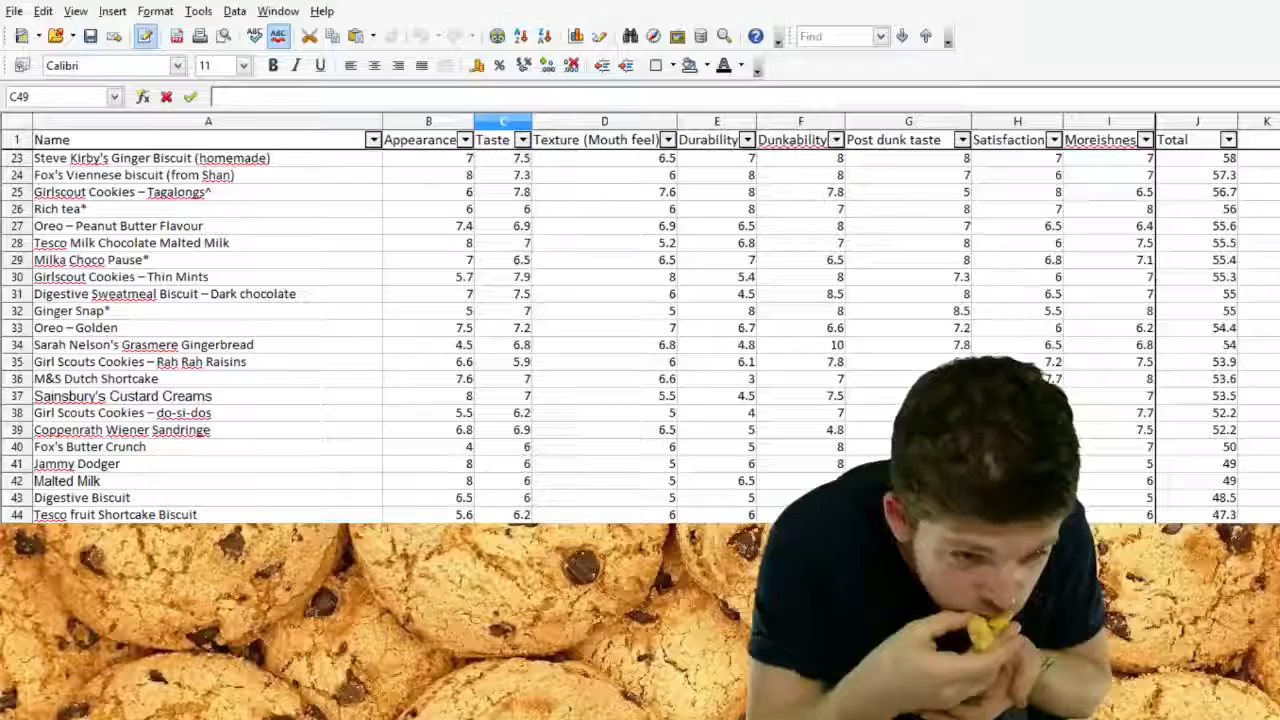 File Edit View Insert Format Tools Data Window Help
Find
Calibri 11 B I U
C49
A B C D E F G H I J K
1 Name Appearance Taste Texture (Mouth feel) Durability Dunkability Post dunk taste Satisfaction Moreishnes Total
23 Steve Kirby's Ginger Biscuit (homemade) 7 7.5 6.5 7 8 8 7 7 58
24 Fox's Viennese biscuit (from Shan) 8 7.3 6 8 8 7 6 7 57.3
25 Girlscout Cookies – Tagalongs^ 6 7.8 7.6 8 7.8 5 8 6.5 56.7
26 Rich tea* 6 6 6 8 7 8 7 8 56
27 Oreo – Peanut Butter Flavour 7.4 6.9 6.9 6.5 8 7 6.5 6.4 55.6
28 Tesco Milk Chocolate Malted Milk 8 7 5.2 6.8 7 8 6 7.5 55.5
29 Milka Choco Pause* 7 6.5 6.5 7 6.5 8 6.8 7.1 55.4
30 Girlscout Cookies – Thin Mints 5.7 7.9 8 5.4 8 7.3 6 7 55.3
31 Digestive Sweatmeal Biscuit – Dark chocolate 7 7.5 6 4.5 8.5 8 6.5 7 55
32 Ginger Snap* 5 7 5 8 8 8.5 5.5 8 55
33 Oreo – Golden 7.5 7.2 7 6.7 6.6 7.2 6 6.2 54.4
34 Sarah Nelson's Grasmere Gingerbread 4.5 6.8 6.8 4.8 10 7.8 6.5 6.8 54
35 Girl Scouts Cookies – Rah Rah Raisins 6.6 5.9 6 6.1 7.8 7.2 7.5 53.9
36 M&S Dutch Shortcake 7.6 7 6.6 3 7 7.7 8 53.6
37 Sainsbury's Custard Creams 8 7 5.5 4.5 7.5 7 53.5
38 Girl Scouts Cookies – do-si-dos 5.5 6.2 5 4 7 7.7 52.2
39 Coppenrath Wiener Sandringe 6.8 6.9 6.5 5 4.8 7.5 52.2
40 Fox's Butter Crunch 4 6 5 5 8 7 50
41 Jammy Dodger 8 6 5 6 8 5 49
42 Malted Milk 8 6 5 6.5 6 49
43 Digestive Biscuit 6.5 6 5 5 5 48.5
44 Tesco fruit Shortcake Biscuit 5.6 6.2 6 6 6 47.3